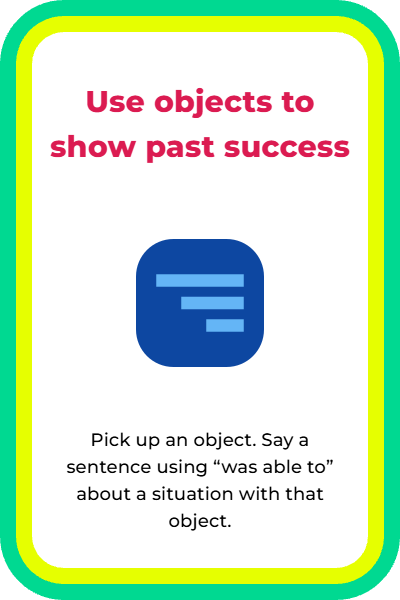 Use objects to
show past success
Pick up an object. Say a
sentence using “was able to”
about a situation with that
object.